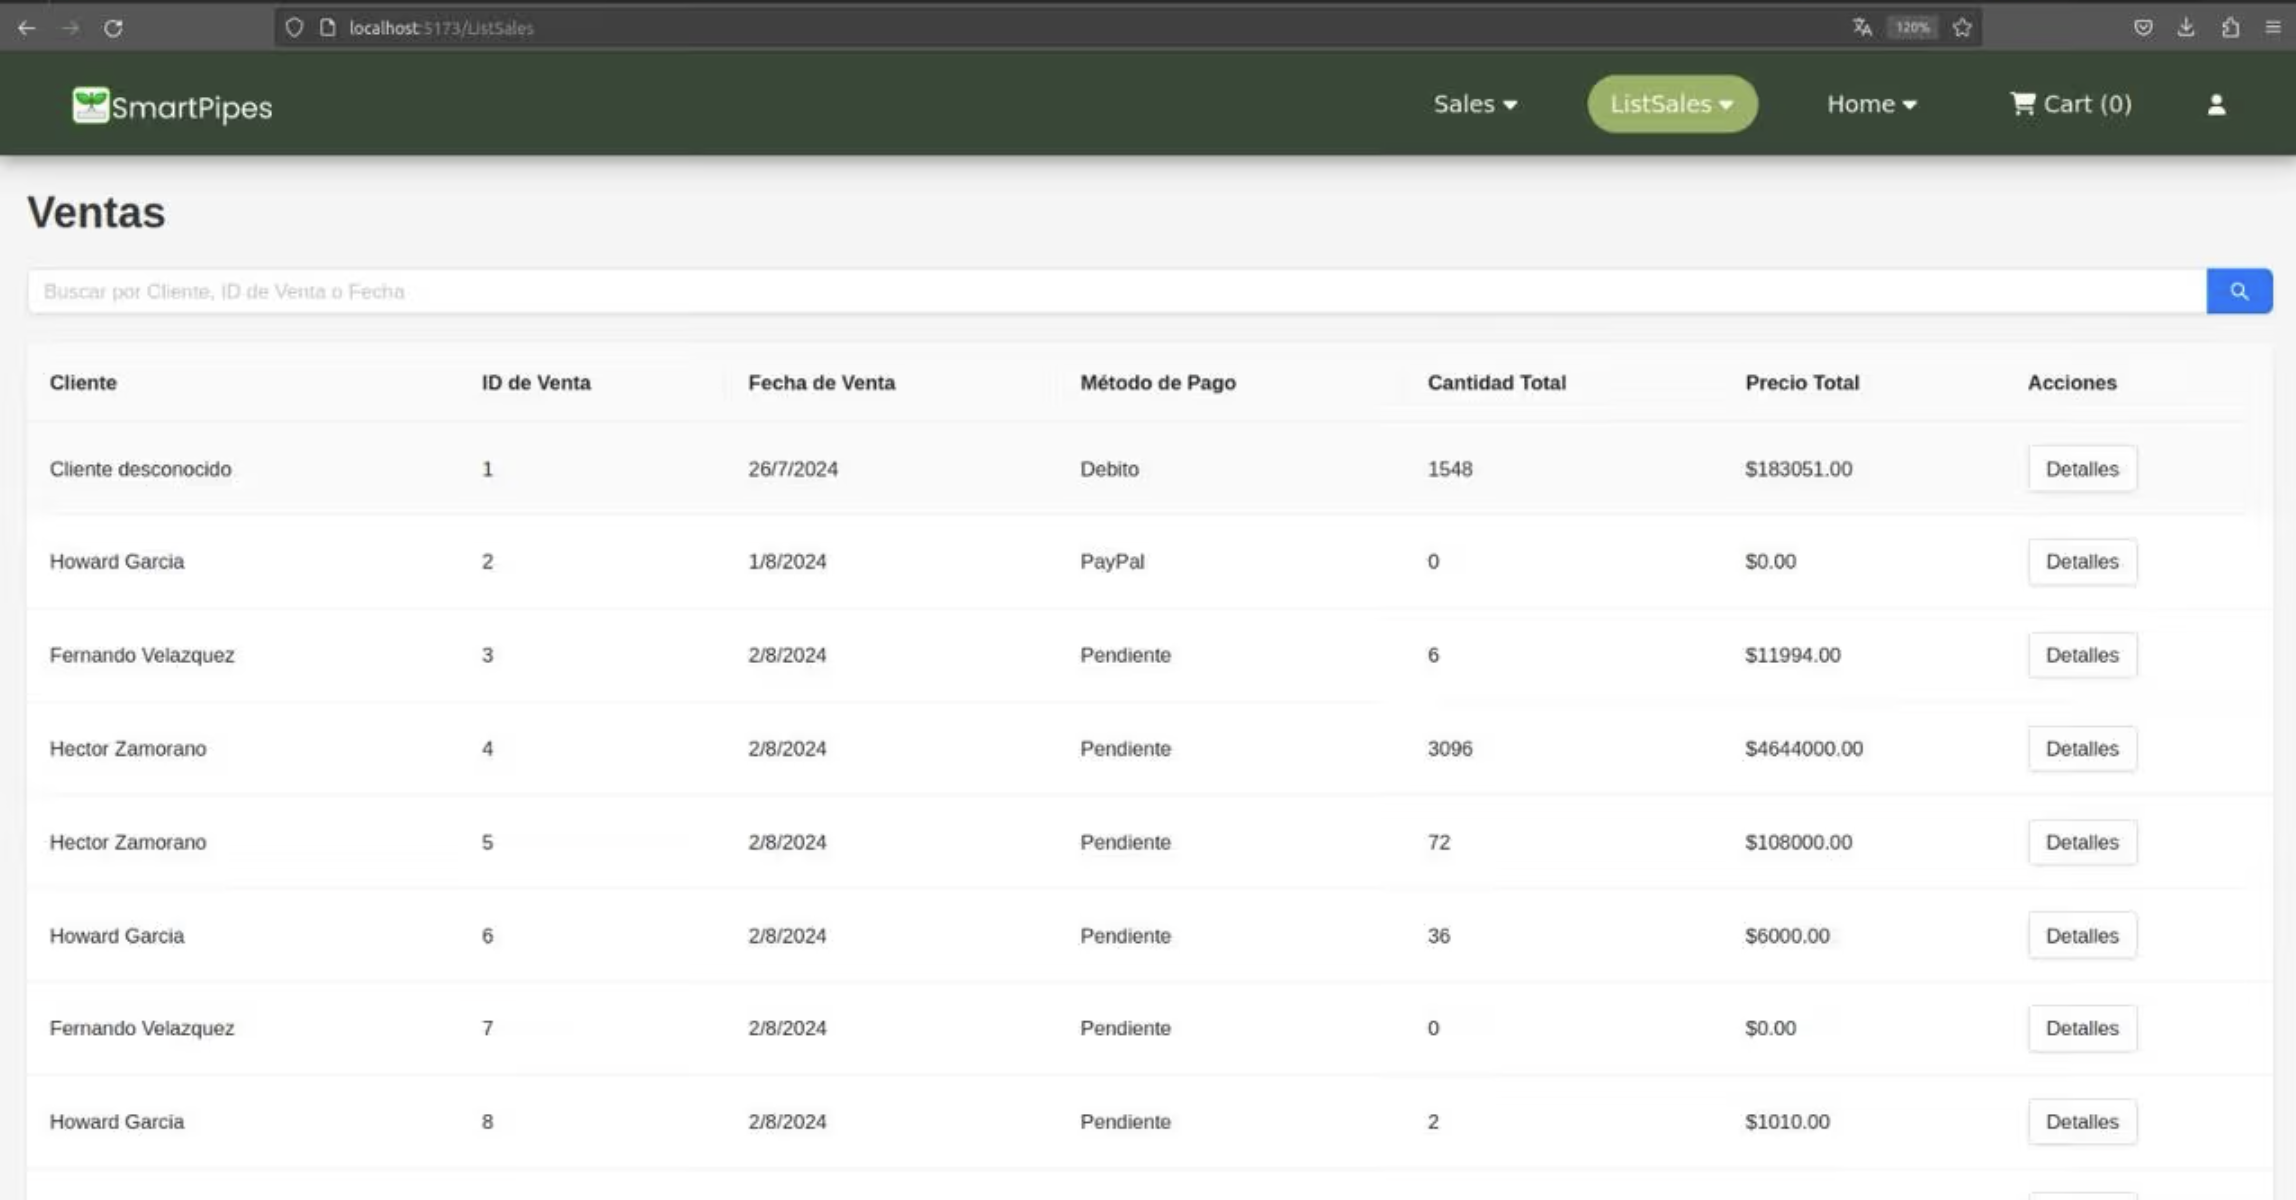 localhost:5173/ListSales 120%
SmartPipes Sales ListSales Home Cart (0)
Ventas
Buscar por Cliente, ID de Venta o Fecha
Cliente ID de Venta Fecha de Venta Método de Pago Cantidad Total Precio Total Acciones
Cliente desconocido 1 26/7/2024 Debito 1548 $183051.00 Detalles
Howard Garcia 2 1/8/2024 PayPal 0 $0.00 Detalles
Fernando Velazquez 3 2/8/2024 Pendiente 6 $11994.00 Detalles
Hector Zamorano 4 2/8/2024 Pendiente 3096 $4644000.00 Detalles
Hector Zamorano 5 2/8/2024 Pendiente 72 $108000.00 Detalles
Howard Garcia 6 2/8/2024 Pendiente 36 $6000.00 Detalles
Fernando Velazquez 7 2/8/2024 Pendiente 0 $0.00 Detalles
Howard Garcia 8 2/8/2024 Pendiente 2 $1010.00 Detalles